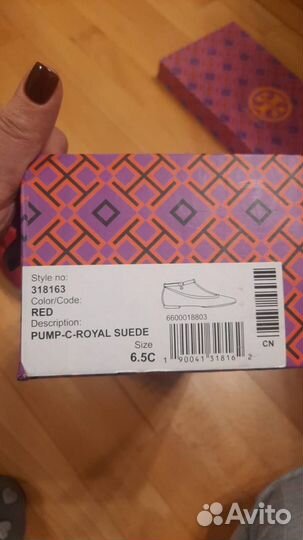 Style no:
318163
Color/Code:
RED
Description:
PUMP-C-ROYAL SUEDE
Size
6.5C
6600018803
1 90041 31816 2
CN
Avito